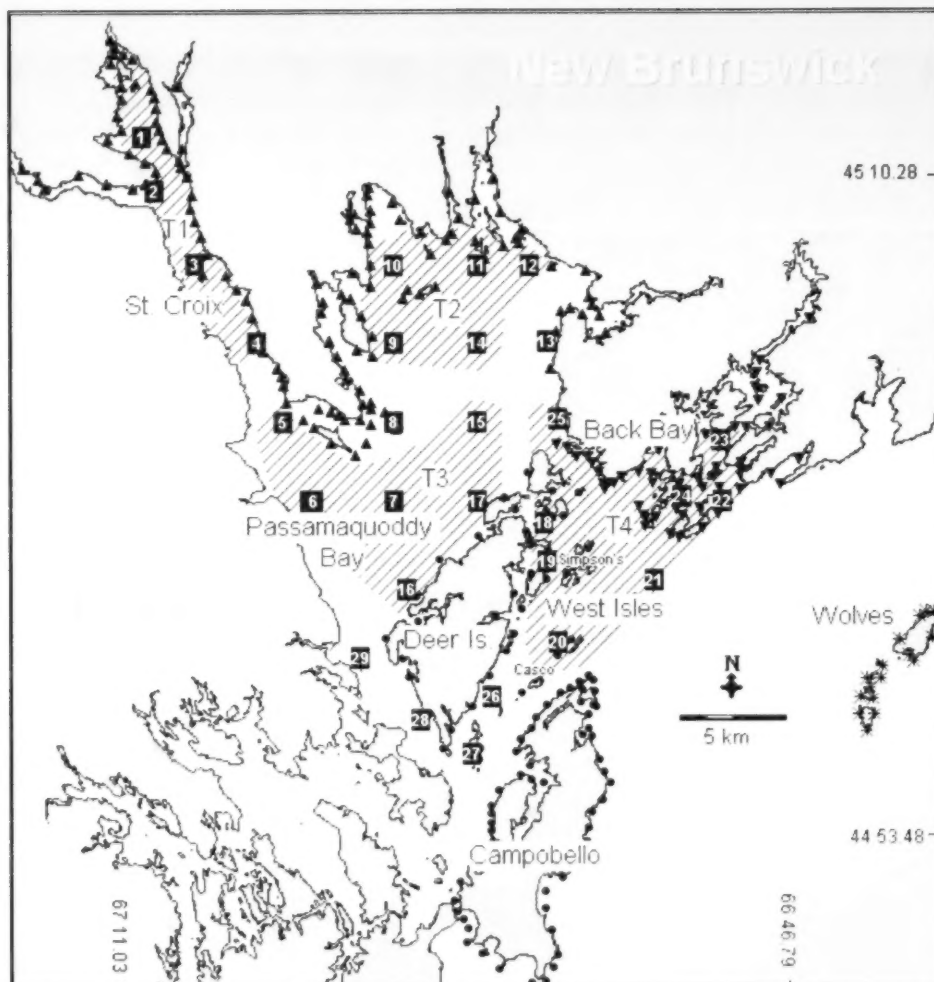 New Brunswick
1
45 10.28
2
T1
3
10
11
12
St. Croix
T2
4
9
14
13
5
8
15
25
Back Bay
23
T3
6
7
17
24
22
Passamaquoddy
Bay
18
T4
19
Simpson's
16
21
West Isles
Wolves
Deer Is.
20
29
Casco
N
26
28
5 km
27
44 53.48
Campobello
67 11.03
66 46.79